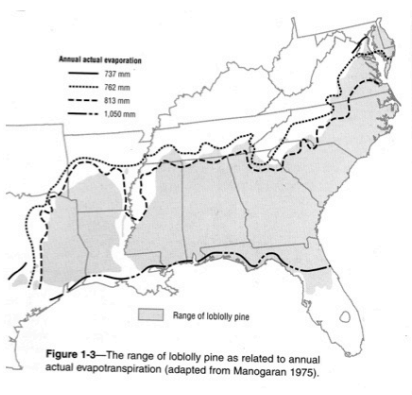 Annual actual evaporation
737 mm
762 mm
813 mm
1,050 mm
Range of loblolly pine
Figure 1-3—The range of loblolly pine as related to annual
actual evapotranspiration (adapted from Manogaran 1975).